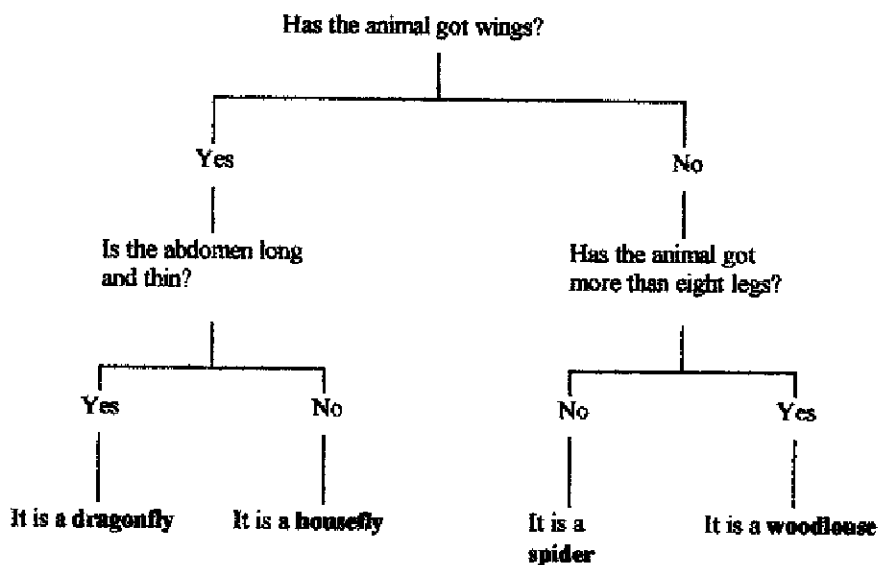 Has the animal got wings?
Yes
No
Is the abdomen long
and thin?
Has the animal got
more than eight legs?
Yes
No
No
Yes
It is a dragonfly
It is a housefly
It is a
spider
It is a woodlouse